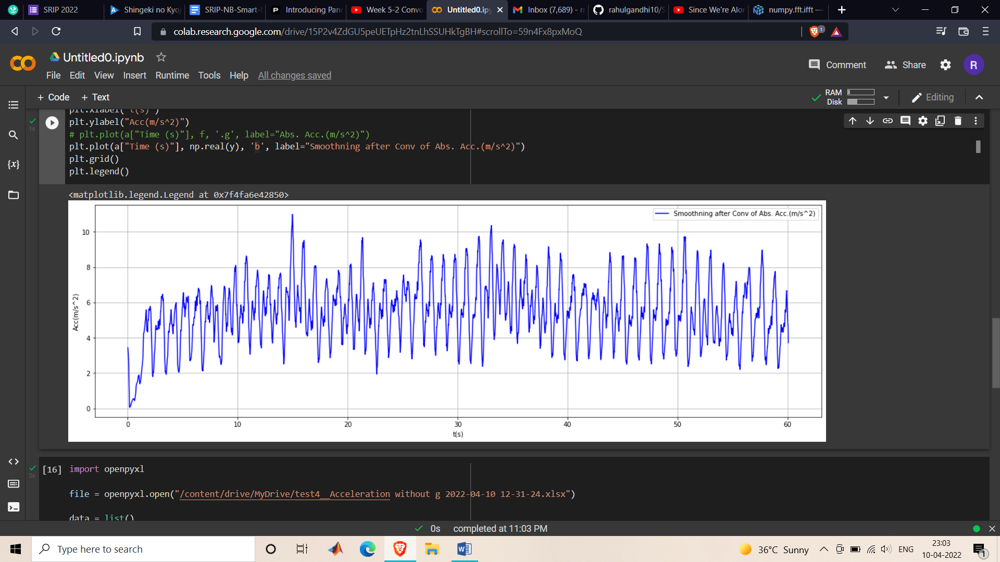 SRIP 2022
Shingeki no Kyoj
SRIP-NB-Smart-
Introducing Panc
Week 5-2 Convo
Untitled0.ipy
Inbox (7,689) - r
rahulgandhi10/S
Since We're Alor
numpy.fft.ifft —
colab.research.google.com/drive/15P2v4ZdGU5peUETpHz2tnLhSSUHkTgBH#scrollTo=59n4Fx8pxMoQ
1
Untitled0.ipynb
Comment
Share
R
File Edit View Insert Runtime Tools Help All changes saved
+ Code + Text
RAM
Disk
Editing
plt.xlabel("t(s)")
1s
plt.ylabel("Acc(m/s^2)")
# plt.plot(a["Time (s)"], f, '.g', label="Abs. Acc.(m/s^2)")
plt.plot(a["Time (s)"], np.real(y), 'b', label="Smoothning after Conv of Abs. Acc.(m/s^2)")
plt.grid()
plt.legend()
{x}
<matplotlib.legend.Legend at 0x7f4fa6e42850>
Smoothning after Conv of Abs. Acc.(m/s^2)
10
8
6
4
2
0
Acc(m/s^2)
0 10 20 30 40 50 60
t(s)
2s
[16] import openpyxl
file = openpyxl.open("/content/drive/MyDrive/test4__Acceleration without g 2022-04-10 12-31-24.xlsx")
data = list()
0s completed at 11:03 PM
Type here to search
36°C Sunny
ENG
23:03
10-04-2022
1